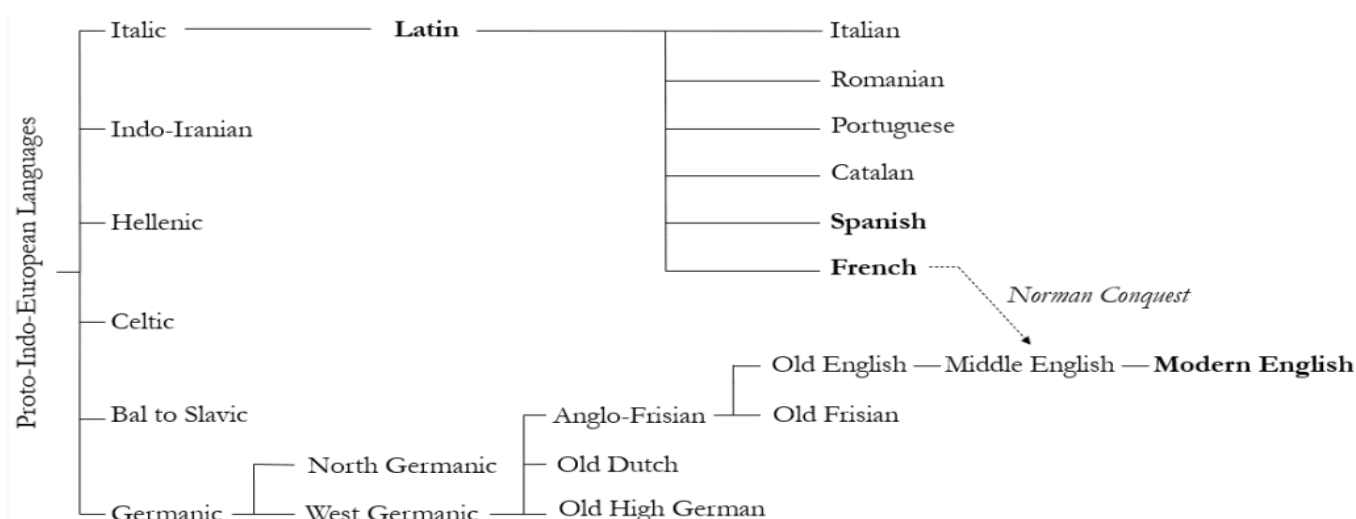 Proto-Indo-European Languages
Italic Latin Italian
Romanian
Indo-Iranian Portuguese
Catalan
Hellenic Spanish
French
Norman Conquest
Celtic
Old English Middle English Modern English
Bal to Slavic Anglo-Frisian Old Frisian
North Germanic Old Dutch
Germanic West Germanic Old High German